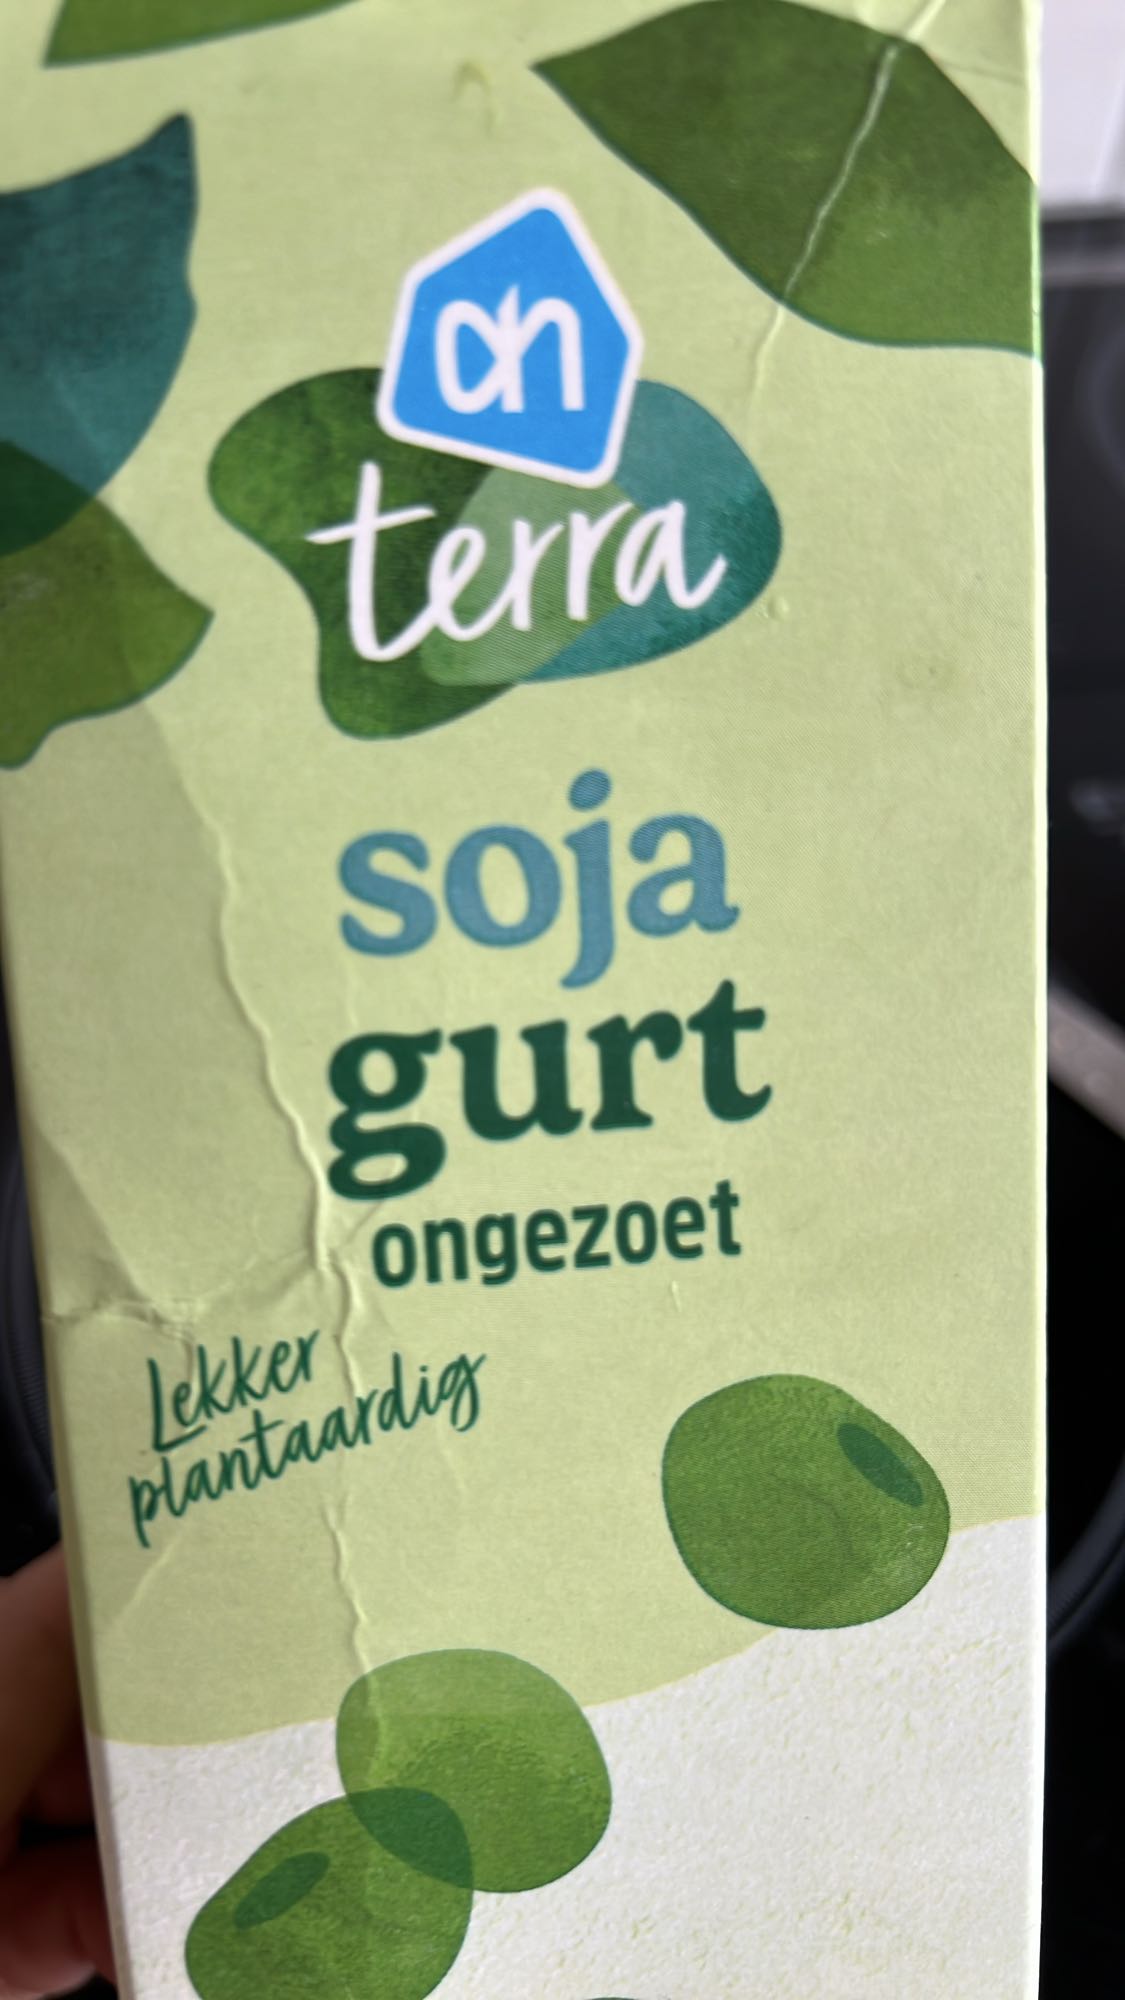 ah
terra
soja
gurt
ongezoet
Lekker
plantaardig